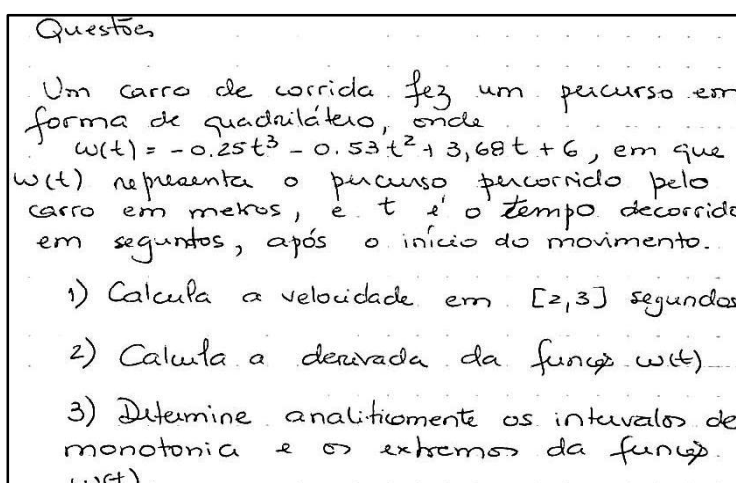 Questões
Um carro de corrida fez um percurso em
forma de quadrilátero, onde
w(t) = -0.25t³ - 0.53t² + 3,68t + 6, em que
w(t) representa o percurso percorrido pelo
carro em metros, e t é o tempo decorrido
em seguntos, após o início do movimento.
1) Calcula a velocidade em [2,3] segundos
2) Calcula a derivada da função w(t)
3) Determine analiticamente os intervalos de
monotonia e os extremos da função
w(t)